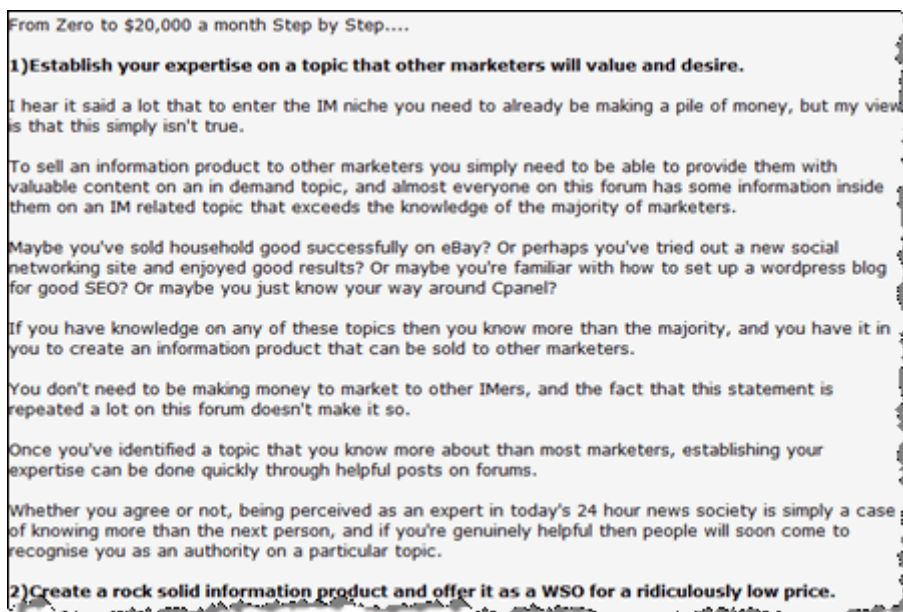 From Zero to $20,000 a month Step by Step....
1)Establish your expertise on a topic that other marketers will value and desire.
I hear it said a lot that to enter the IM niche you need to already be making a pile of money, but my view
is that this simply isn't true.
To sell an information product to other marketers you simply need to be able to provide them with
valuable content on an in demand topic, and almost everyone on this forum has some information inside
them on an IM related topic that exceeds the knowledge of the majority of marketers.
Maybe you've sold household good successfully on eBay? Or perhaps you've tried out a new social
networking site and enjoyed good results? Or maybe you're familiar with how to set up a wordpress blog
for good SEO? Or maybe you just know your way around Cpanel?
If you have knowledge on any of these topics then you know more than the majority, and you have it in
you to create an information product that can be sold to other marketers.
You don't need to be making money to market to other IMers, and the fact that this statement is
repeated a lot on this forum doesn't make it so.
Once you've identified a topic that you know more about than most marketers, establishing your
expertise can be done quickly through helpful posts on forums.
Whether you agree or not, being perceived as an expert in today's 24 hour news society is simply a case
of knowing more than the next person, and if you're genuinely helpful then people will soon come to
recognise you as an authority on a particular topic.
2)Create a rock solid information product and offer it as a WSO for a ridiculously low price.